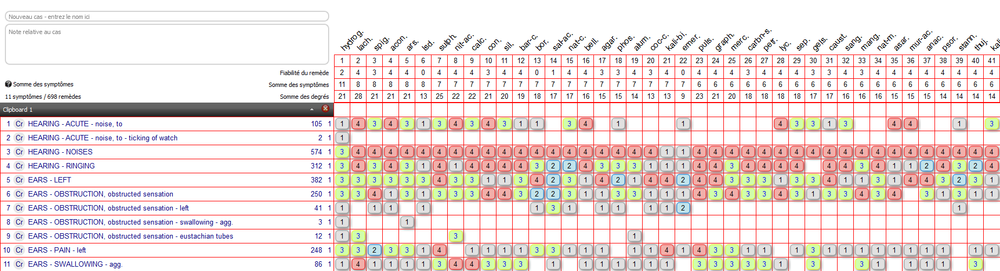 Nouveau cas - entrez le nom ici
Note relative au cas
hydrog. lach. spig. acon. ars. lsd. sulph. nit-ac. calc. con. sil. bar-c. bor. sal-ac. nat-c. bell. agar. phos. alum. coc-c. kali-bi. emer. puls. graph. merc. carbn-s. petr. lyc. sep. gels. caust. sang. mang. nat-m. asar. mur-ac. anac. psor. stann. thuj. kali
1 2 3 4 5 6 7 8 9 10 11 12 13 14 15 16 17 18 19 20 21 22 23 24 25 26 27 28 29 30 31 32 33 34 35 36 37 38 39 40 41
Fiabilité du remède 2 4 3 4 4 0 4 4 4 3 4 4 0 1 4 4 3 3 4 3 4 0 4 4 4 3 4 4 4 3 3 4 3 4 4 4 4 4 4 4 4
Somme des symptômes Somme des symptômes 11 8 8 8 8 8 7 7 7 7 7 7 7 7 7 7 7 7 7 7 7 7 6 6 6 6 6 6 6 6 6 6 6 6 6 6 6 6 6 6 6
11 symptômes / 698 remèdes Somme des degrés 21 28 21 21 21 13 25 22 22 21 20 19 18 17 17 17 15 15 14 13 13 9 23 21 20 18 18 18 18 17 16 16 16 16 15 15 15 14 14 14 14
Clipboard 1
1 Cr HEARING - ACUTE - noise, to 105 1 1 4 3 4 3 1 3 4 3 4 3 1 1 3 4 1 1 4 3 3 1 3 4 4 1 3
2 Cr HEARING - ACUTE - noise, to - ticking of watch 2 1 1
3 Cr HEARING - NOISES 574 1 3 4 4 4 4 4 4 4 4 4 4 4 4 4 4 4 4 4 4 4 1 1 4 4 4 4 4 4 4 4 4 4 4 4 4 4 4 4 4 4 4
4 Cr HEARING - RINGING 312 1 3 4 3 4 3 1 4 1 4 4 4 4 3 2 2 4 3 3 3 1 1 1 4 4 3 4 4 4 4 4 4 3 4 1 1 2 4 3 2 4
5 Cr EARS - LEFT 382 1 3 3 3 3 3 3 4 3 3 1 1 3 4 2 3 1 4 2 1 4 4 2 4 4 3 3 3 1 3 3 4 1 1 3 1 4 4 3 2 3 1
6 Cr EARS - OBSTRUCTION, obstructed sensation 250 1 3 3 4 1 3 1 3 3 3 4 4 3 2 2 3 1 1 3 3 1 1 1 4 3 4 3 3 4 3 1 3 3 4 3 4 3 1 3 1 1
7 Cr EARS - OBSTRUCTION, obstructed sensation - left 41 1 1 1 1 1 1 3 1 1 1 1 1 2 1
8 Cr EARS - OBSTRUCTION, obstructed sensation - swallowing - agg. 3 1 1 1
9 Cr EARS - OBSTRUCTION, obstructed sensation - eustachian tubes 12 1 1 3 3 1
10 Cr EARS - PAIN - left 248 1 3 3 2 3 3 1 4 1 1 1 1 3 3 1 1 1 1 1 4 1 4 3 3 1 1 1 3 1 1 1 1 1 1 1 1 1 1
11 Cr EARS - SWALLOWING - agg. 86 1 1 4 1 1 1 1 3 4 4 3 3 3 1 1 1 1 1 1 1 3 3 3 3 3 1 3 3 1 1 1 1 3